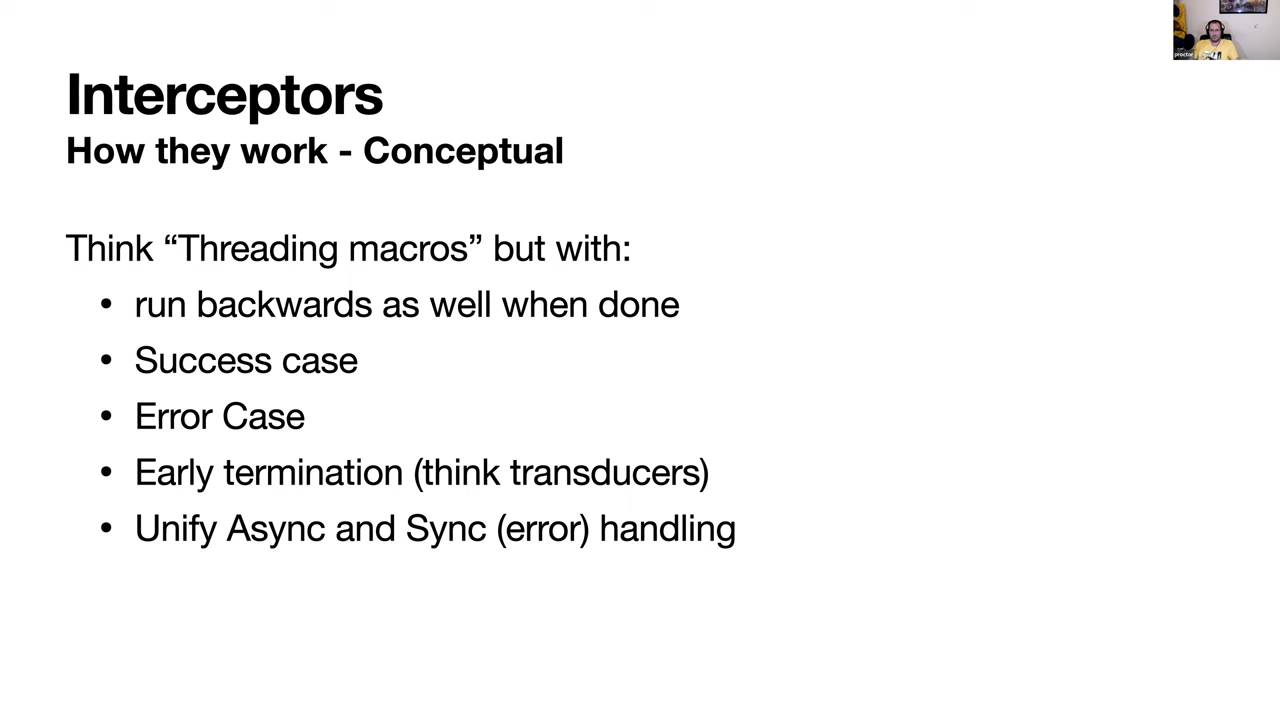 Interceptors
How they work - Conceptual
Think “Threading macros” but with:
• run backwards as well when done
• Success case
• Error Case
• Early termination (think transducers)
• Unify Async and Sync (error) handling
proctor